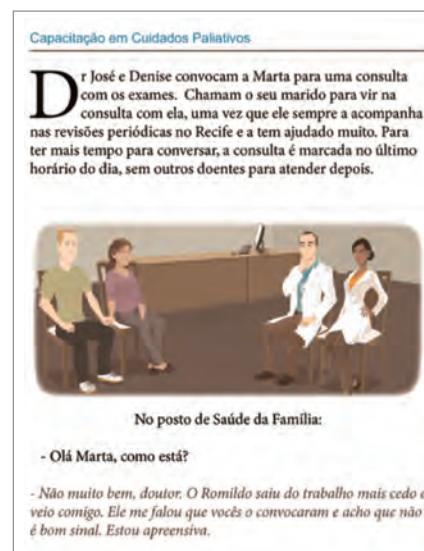 Capacitação em Cuidados Paliativos
Dr José e Denise convocam a Marta para uma consulta
com os exames. Chamam o seu marido para vir na
consulta com ela, uma vez que ele sempre a acompanha
nas revisões periódicas no Recife e a tem ajudado muito. Para
ter mais tempo para conversar, a consulta é marcada no último
horário do dia, sem outros doentes para atender depois.
No posto de Saúde da Família:
- Olá Marta, como está?
- Não muito bem, doutor. O Romildo saiu do trabalho mais cedo e
veio comigo. Ele me falou que vocês o convocaram e acho que não
é bom sinal. Estou apreensiva.